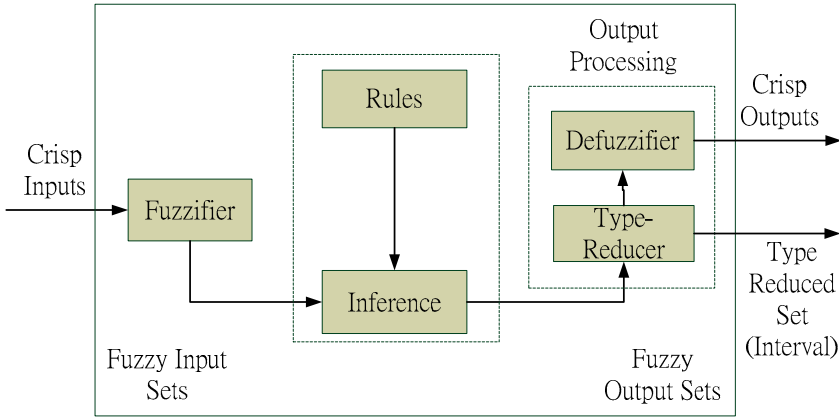 Output
Processing
Crisp
Outputs
Rules
Defuzzifier
Crisp
Inputs
Fuzzifier
Type-
Reducer
Type
Reduced
Set
(Interval)
Inference
Fuzzy Input
Sets
Fuzzy
Output Sets